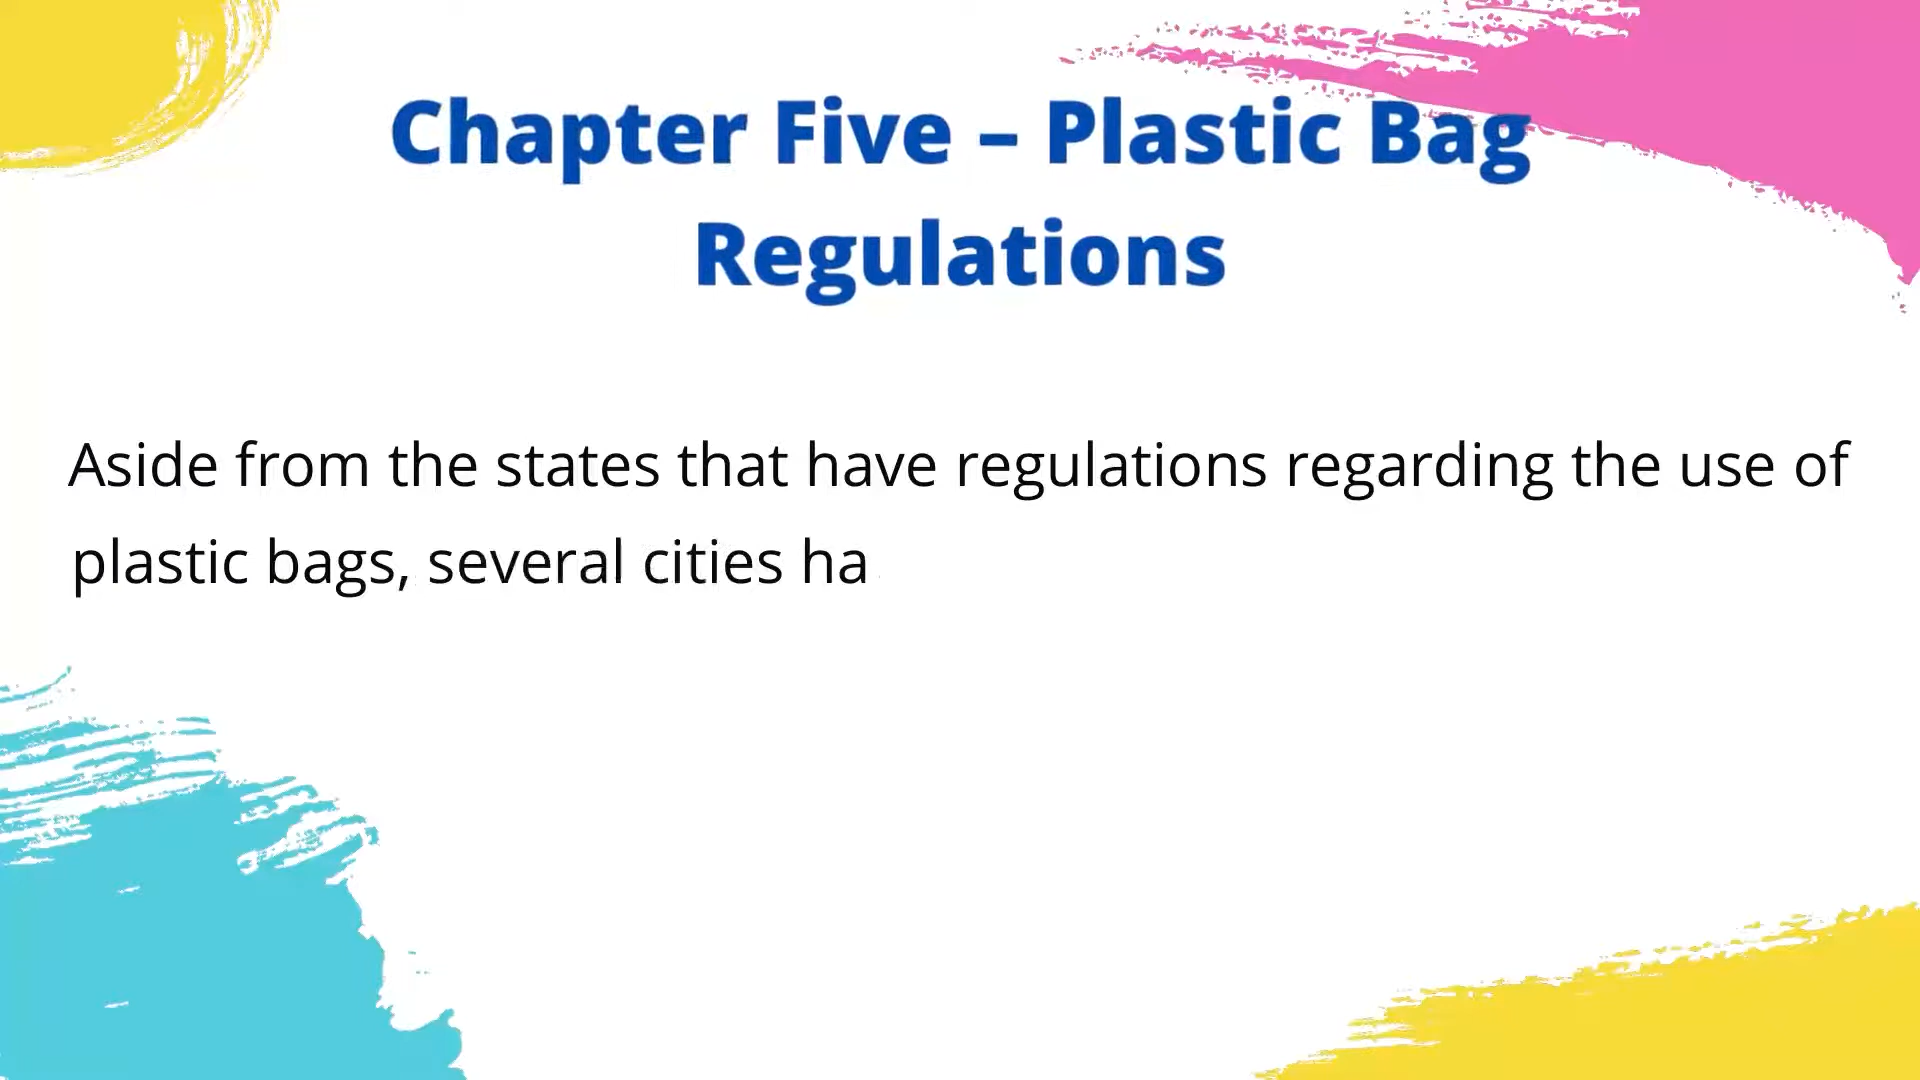 Chapter Five – Plastic Bag
Regulations
Aside from the states that have regulations regarding the use of
plastic bags, several cities ha